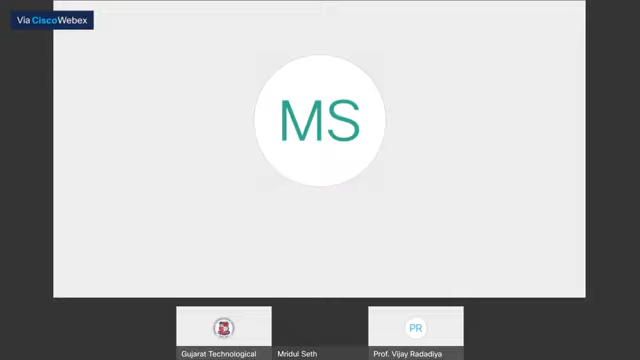 Via CiscoWebex
MS
PR
Gujarat Technological
Mridul Seth
Prof. Vijay Radadiya